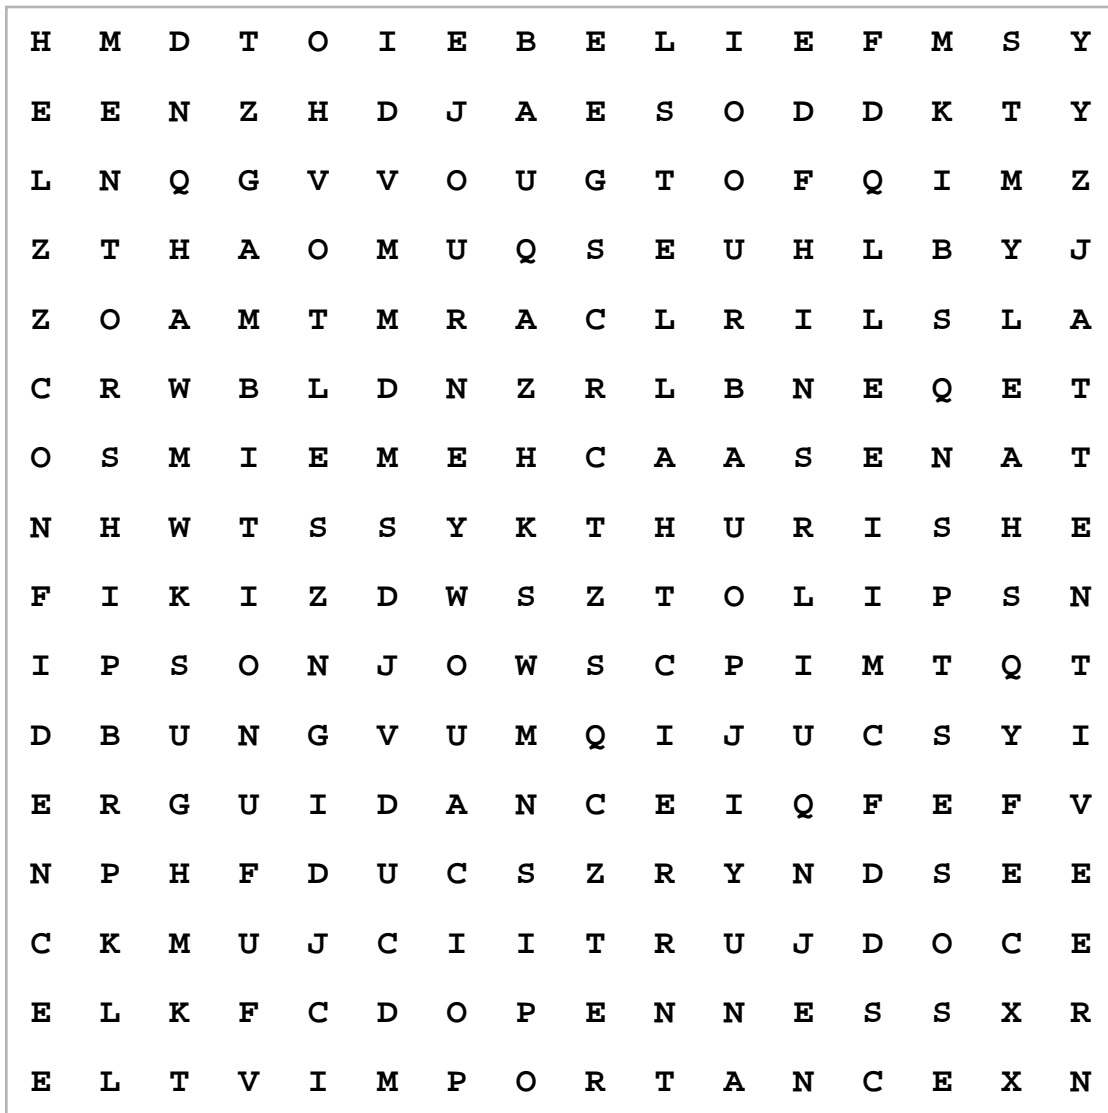 H M D T O I E B E L I E F M S Y
E E N Z H D J A E S O D D K T Y
L N Q G V V O U G T O F Q I M Z
Z T H A O M U Q S E U H L B Y J
Z O A M T M R A C L R I L S L A
C R W B L D N Z R L B N E Q E T
O S M I E M E H C A A S E N A T
N H W T S S Y K T H U R I S H E
F I K I Z D W S Z T O L I P S N
I P S O N J O W S C P I M T Q T
D B U N G V U M Q I J U C S Y I
E R G U I D A N C E I Q F E F V
N P H F D U C S Z R Y N D S E E
C K M U J C I I T R U J D O C E
E L K F C D O P E N N E S S X R
E L T V I M P O R T A N C E X N